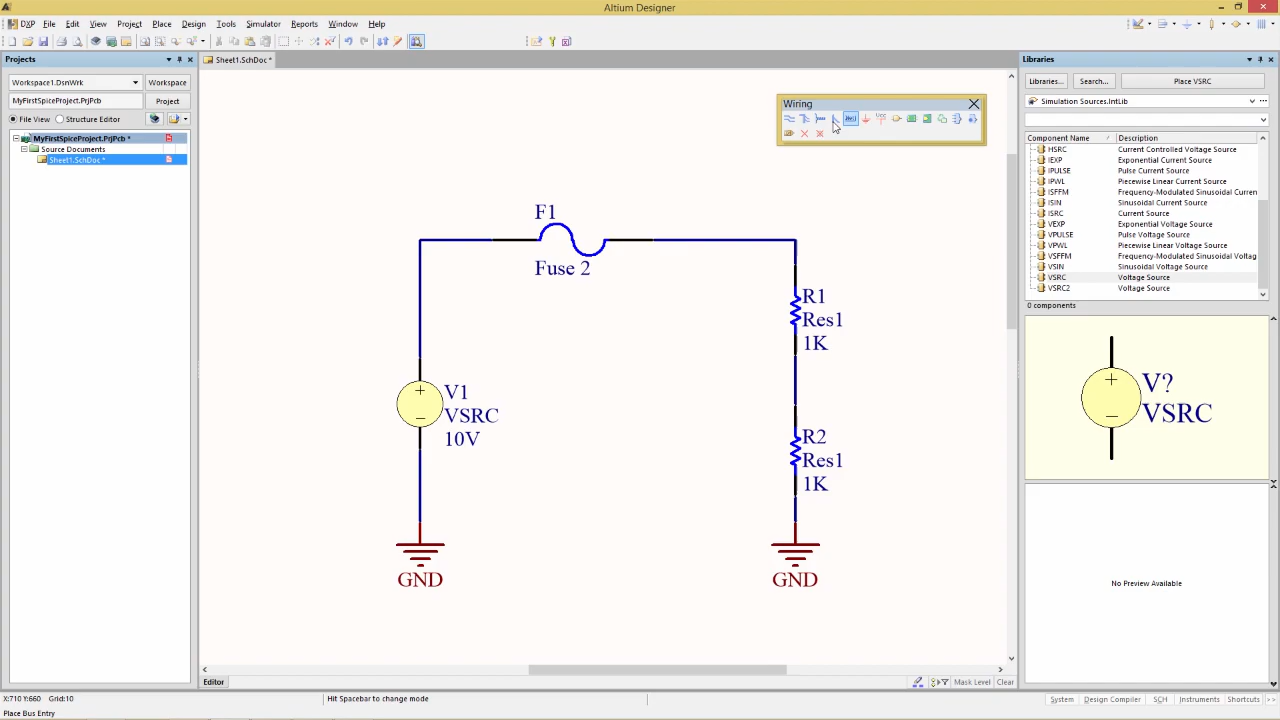 Altium Designer
DXP File Edit View Project Place Design Tools Simulator Reports Window Help
Projects
Workspace1.DsnWrk Workspace
MyFirstSpiceProject.PrjPcb Project
File View Structure Editor
MyFirstSpiceProject.PrjPcb *
Source Documents
Sheet1.SchDoc *
Sheet1.SchDoc *
Wiring
F1
Fuse 2
R1
Res1
1K
V1
VSRC
10V
R2
Res1
1K
GND
GND
Editor
Mask Level Clear
Libraries
Libraries... Search... Place VSRC
Simulation Sources.IntLib
Component Name Description
HSRC Current Controlled Voltage Source
IEXP Exponential Current Source
IPULSE Pulse Current Source
IPWL Piecewise Linear Current Source
ISFFM Frequency-Modulated Sinusoidal Curren
ISIN Sinusoidal Current Source
ISRC Current Source
VEXP Exponential Voltage Source
VPULSE Pulse Voltage Source
VPWL Piecewise Linear Voltage Source
VSFFM Frequency-Modulated Sinusoidal Voltage
VSIN Sinusoidal Voltage Source
VSRC Voltage Source
VSRC2 Voltage Source
0 components
V?
VSRC
No Preview Available
X:710 Y:660 Grid:10 Hit Spacebar to change mode
System Design Compiler SCH Instruments Shortcuts >>
Place Bus Entry